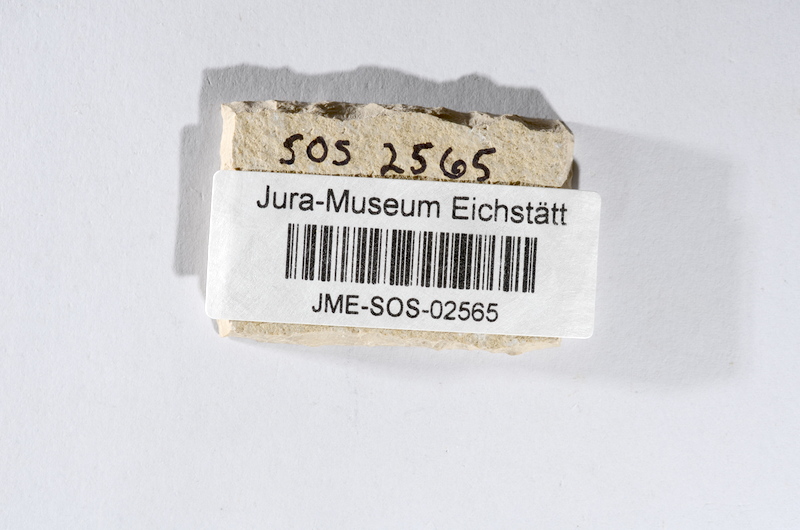 SOS 2565
Jura-Museum Eichstätt
JME-SOS-02565